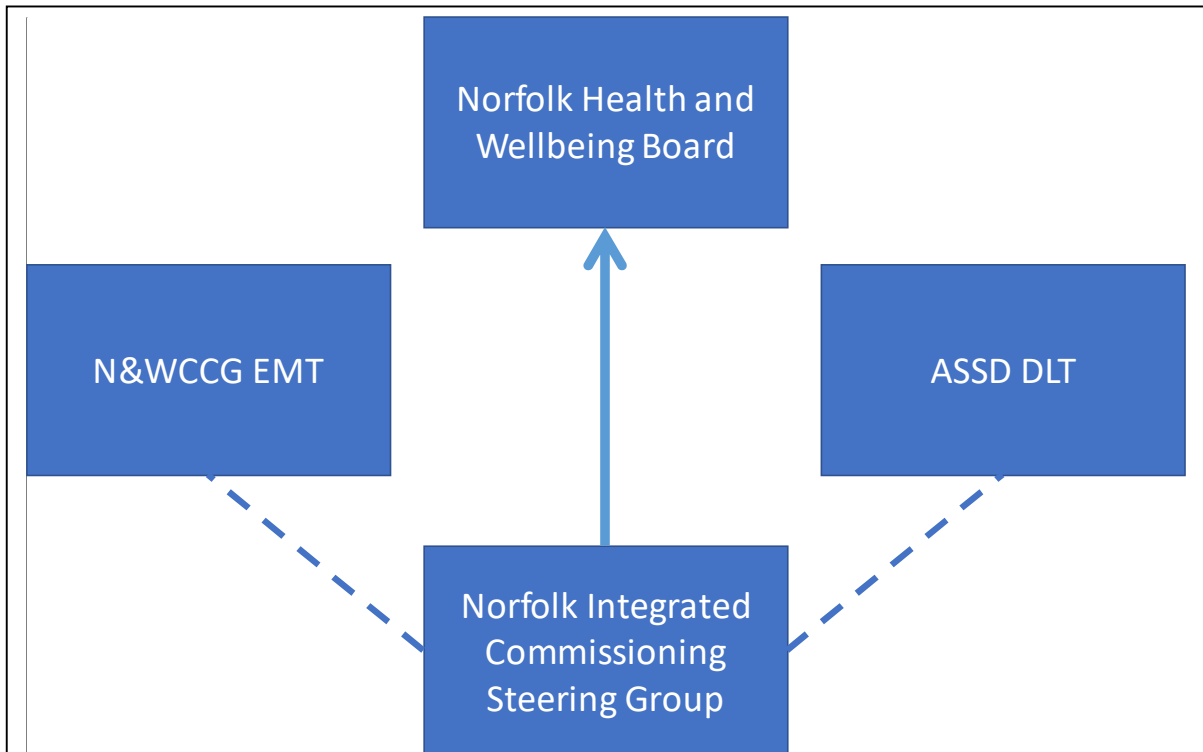 Norfolk Health and
Wellbeing Board
N&WCCG EMT
ASSD DLT
Norfolk Integrated
Commissioning
Steering Group